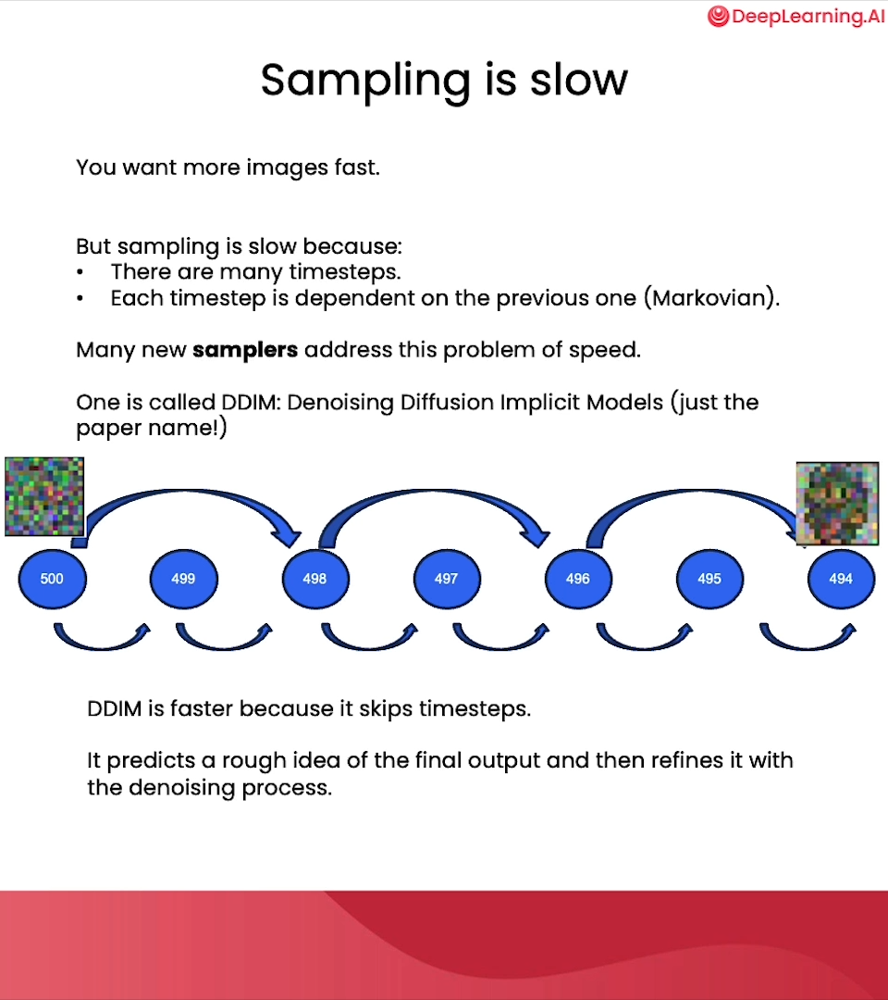 DeepLearning.AI
Sampling is slow
You want more images fast.
But sampling is slow because:
• There are many timesteps.
• Each timestep is dependent on the previous one (Markovian).
Many new samplers address this problem of speed.
One is called DDIM: Denoising Diffusion Implicit Models (just the
paper name!)
500 499 498 497 496 495 494
DDIM is faster because it skips timesteps.
It predicts a rough idea of the final output and then refines it with
the denoising process.